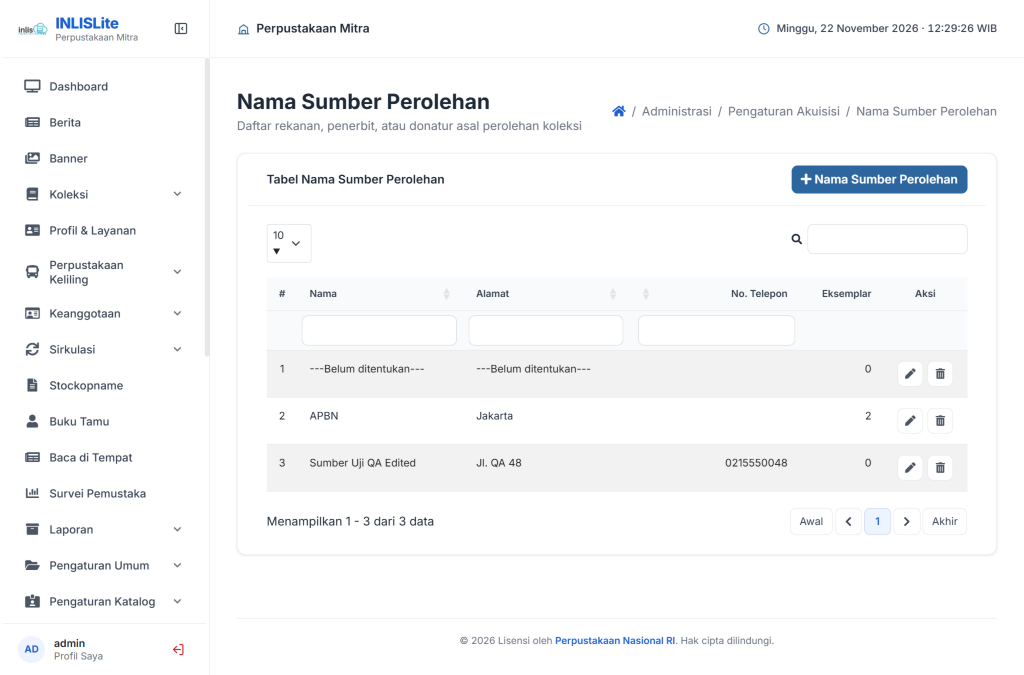 inlis
INLISLite
Perpustakaan Mitra
Perpustakaan Mitra
Minggu, 22 November 2026 · 12:29:26 WIB
Dashboard
Berita
Banner
Koleksi
Profil & Layanan
Perpustakaan
Keliling
Keanggotaan
Sirkulasi
Stockopname
Buku Tamu
Baca di Tempat
Survei Pemustaka
Laporan
Pengaturan Umum
Pengaturan Katalog
AD
admin
Profil Saya
Nama Sumber Perolehan
Daftar rekanan, penerbit, atau donatur asal perolehan koleksi
/ Administrasi / Pengaturan Akuisisi / Nama Sumber Perolehan
Tabel Nama Sumber Perolehan
Nama Sumber Perolehan
10
# Nama Alamat No. Telepon Eksemplar Aksi
1 ---Belum ditentukan--- ---Belum ditentukan--- 0
2 APBN Jakarta 2
3 Sumber Uji QA Edited Jl. QA 48 0215550048 0
Menampilkan 1 - 3 dari 3 data
Awal 1 Akhir
© 2026 Lisensi oleh Perpustakaan Nasional RI. Hak cipta dilindungi.